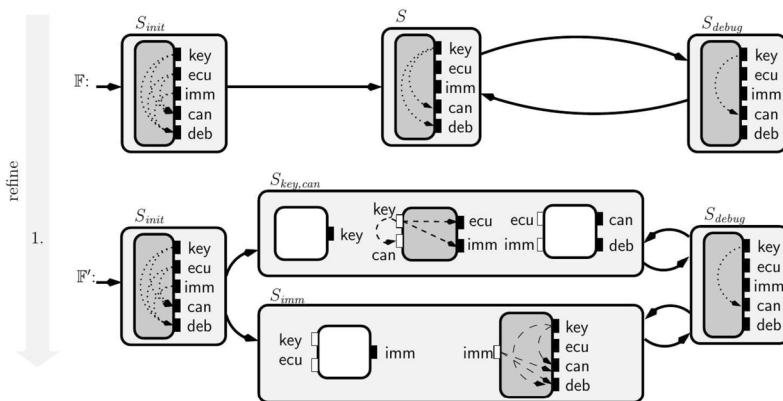 S_init
S
S_debug
𝔽:
key
ecu
imm
can
deb
key
ecu
imm
can
deb
key
ecu
imm
can
deb
refine
1.
S_init
S_key,can
S_debug
𝔽′:
key
ecu
imm
can
deb
key
key
can
ecu
imm
ecu
imm
can
deb
key
ecu
imm
can
deb
S_imm
key
ecu
imm
imm
key
ecu
can
deb